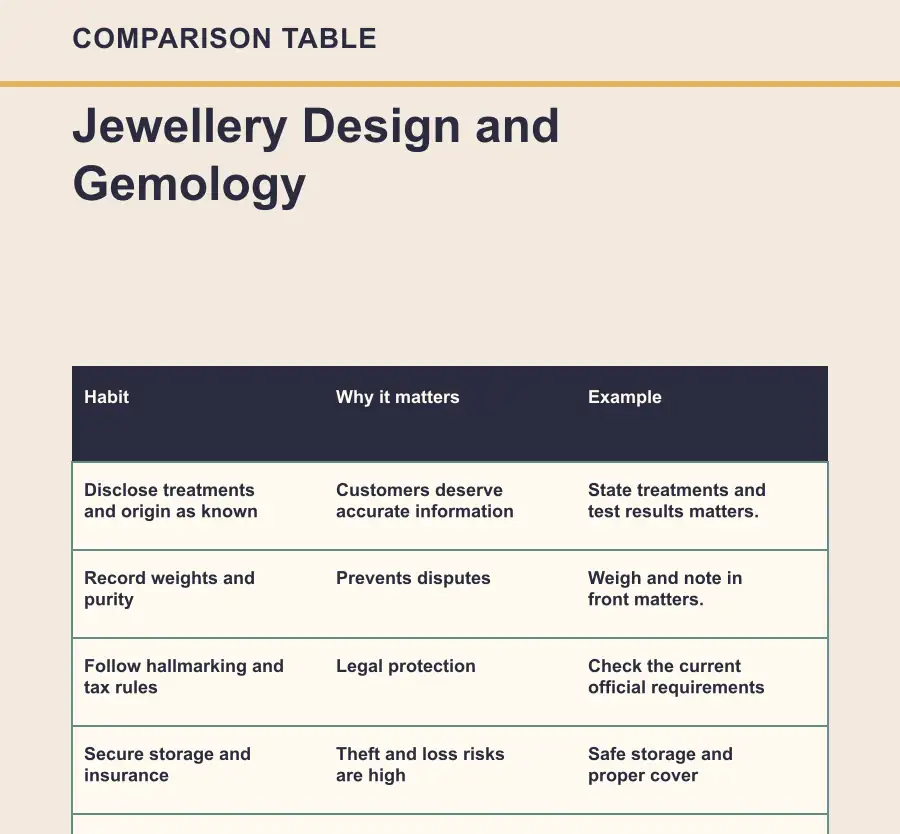 COMPARISON TABLE
Jewellery Design and
Gemology
Habit
Why it matters
Example
Disclose treatments
and origin as known
Customers deserve
accurate information
State treatments and
test results matters.
Record weights and
purity
Prevents disputes
Weigh and note in
front matters.
Follow hallmarking and
tax rules
Legal protection
Check the current
official requirements
Secure storage and
insurance
Theft and loss risks
are high
Safe storage and
proper cover